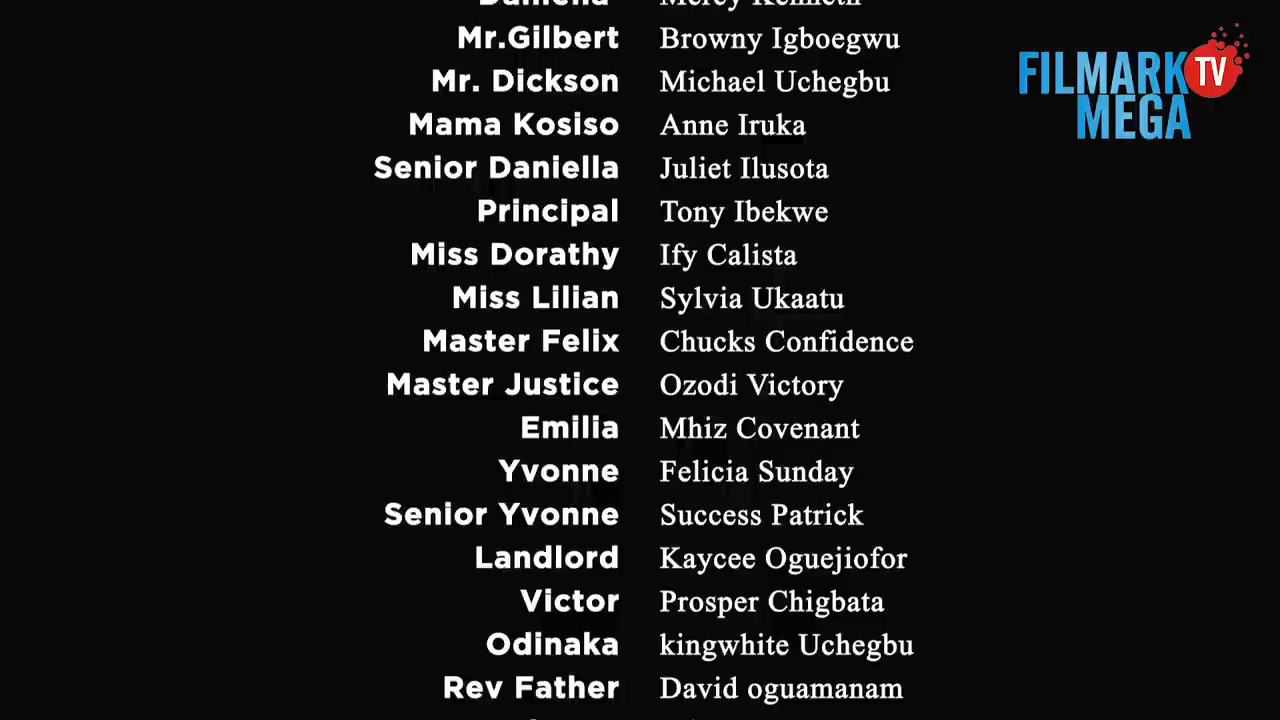 Daniella Mercy Kenneth
Mr.Gilbert Browny Igboegwu
Mr. Dickson Michael Uchegbu
Mama Kosiso Anne Iruka
Senior Daniella Juliet Ilusota
Principal Tony Ibekwe
Miss Dorathy Ify Calista
Miss Lilian Sylvia Ukaatu
Master Felix Chucks Confidence
Master Justice Ozodi Victory
Emilia Mhiz Covenant
Yvonne Felicia Sunday
Senior Yvonne Success Patrick
Landlord Kaycee Oguejiofor
Victor Prosper Chigbata
Odinaka kingwhite Uchegbu
Rev Father David oguamanam
FILMARK TV
MEGA